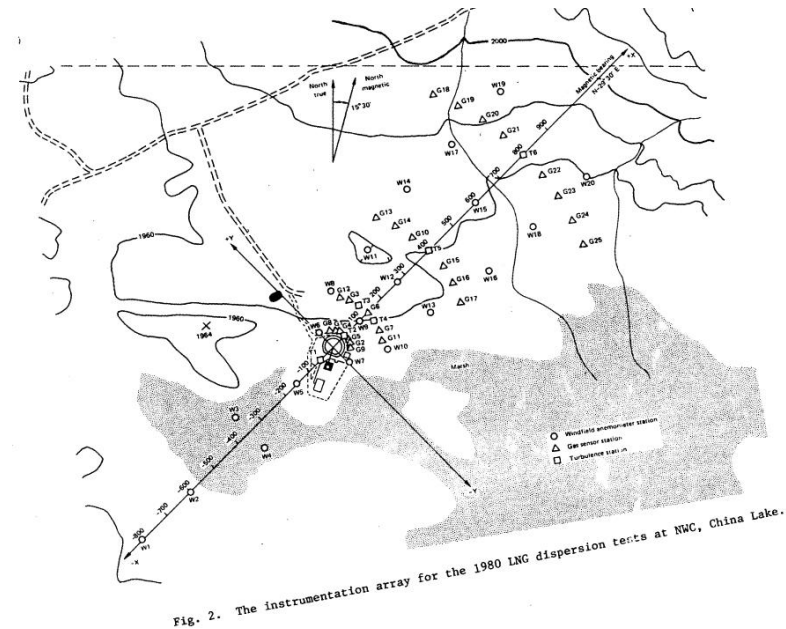 2000
North true
North magnetic
15°30'
Magnetic bearing
N-29°30' E
+X
G18
W19
G19
G20
G21
900
800
T6
W17
700
G22
W20
G23
W14
600
W15
G13
G14
500
G24
W18
G10
G25
1960
+Y
400
T5
W11
G15
300
W12
W16
G16
W8
G12
G3
200
G17
T3
G6
W13
1960
100
W9
T4
W6
G8
G4
G7
1964
G5
G2
G11
G9
W10
T1
W7
-100
Marsh
W5
-200
W3
-300
-400
W4
Windfield anemometer station
Gas sensor station
Turbulence station
-500
-600
W2
-Y
-700
-800
W1
-X
Fig. 2. The instrumentation array for the 1980 LNG dispersion tests at NWC, China Lake.